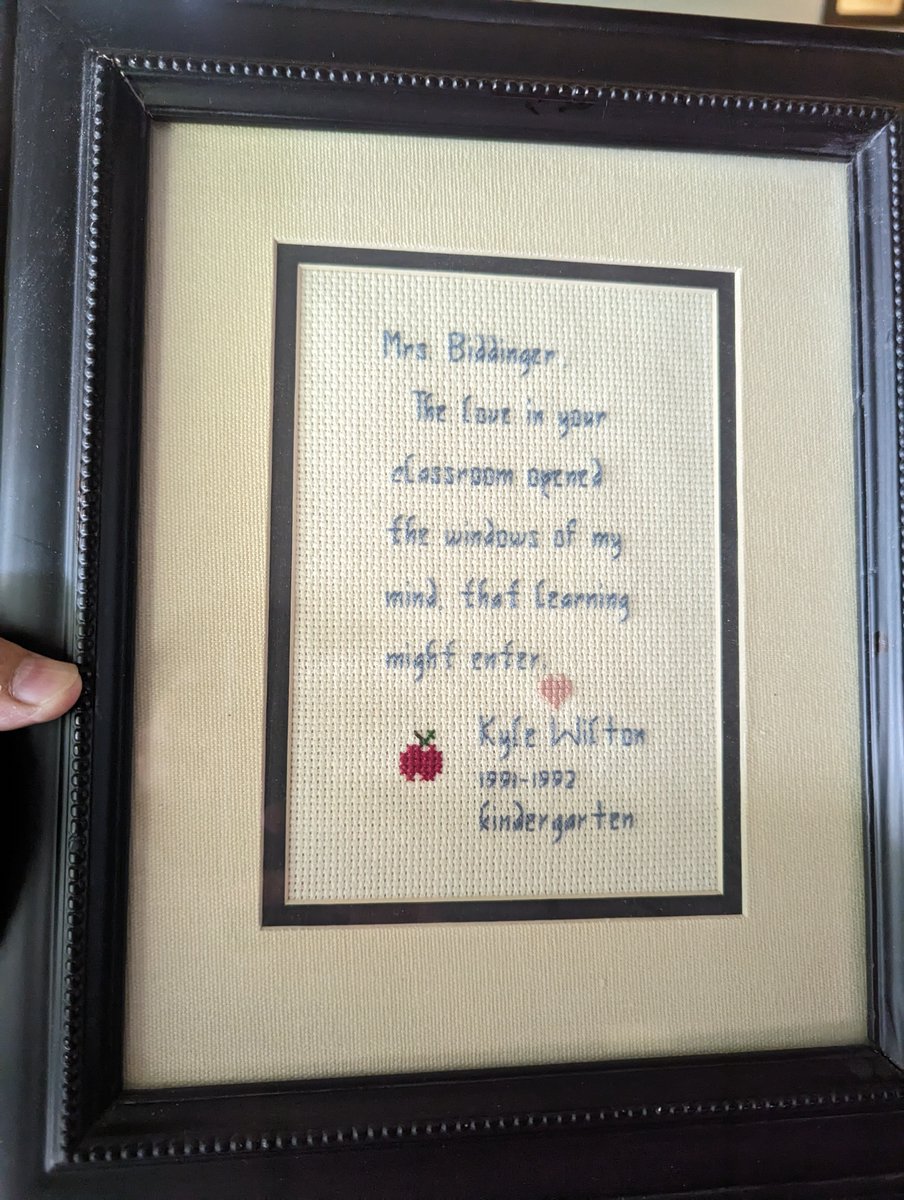 Mrs. Biddinger,
The love in your
classroom opened
the windows of my
mind, that learning
might enter.
Kyle Wilton
1991-1992
Kindergarten